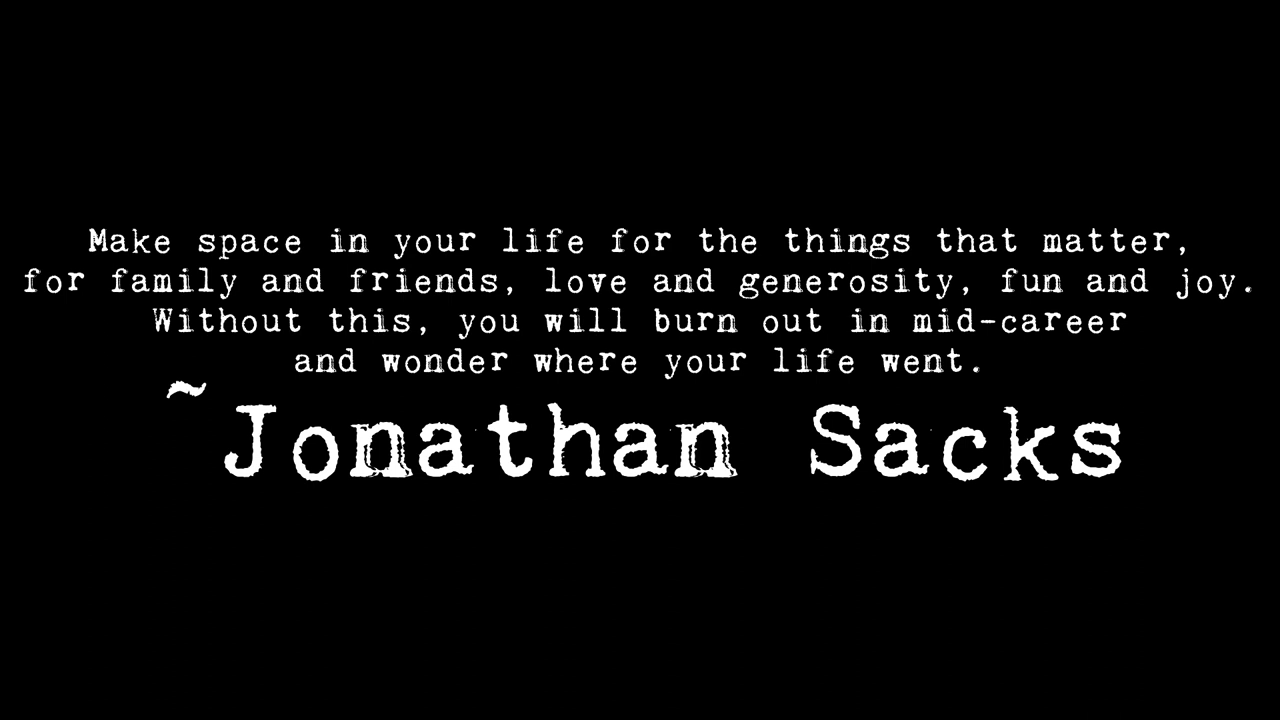 Make space in your life for the things that matter,
for family and friends, love and generosity, fun and joy.
Without this, you will burn out in mid-career
and wonder where your life went.
~Jonathan Sacks